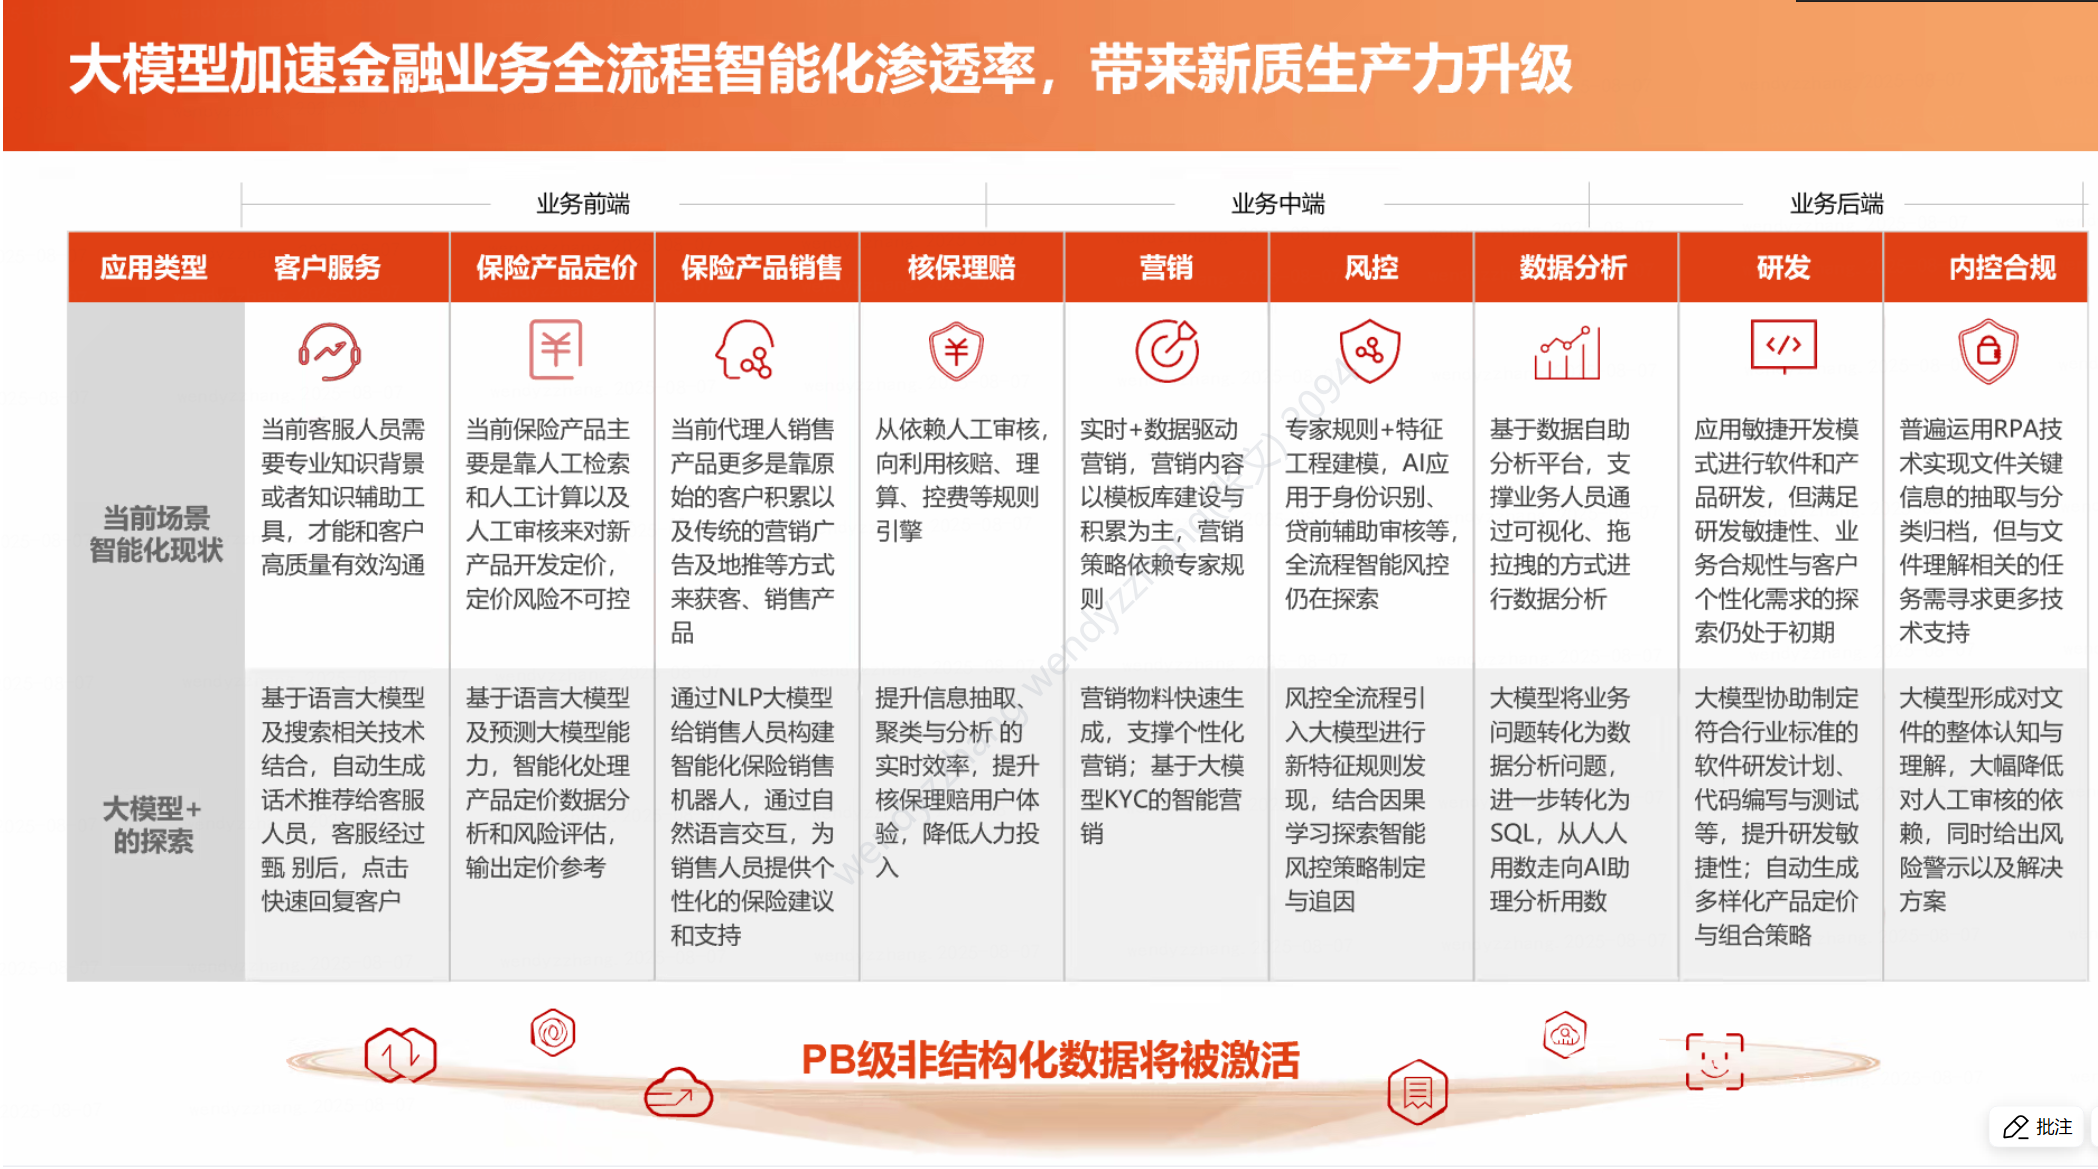 大模型加速金融业务全流程智能化渗透率，带来新质生产力升级
业务前端
业务中端
业务后端
应用类型
客户服务
保险产品定价
保险产品销售
核保理赔
营销
风控
数据分析
研发
内控合规
当前场景
智能化现状
当前客服人员需
要专业知识背景
或者知识辅助工
具，才能和客户
高质量有效沟通
当前保险产品主
要是靠人工检索
和人工计算以及
人工审核来对新
产品开发定价，
定价风险不可控
当前代理人销售
产品更多是靠原
始的客户积累以
及传统的营销广
告及地推等方式
来获客、销售产
品
从依赖人工审核，
向利用核赔、理
算、控费等规则
引擎
实时+数据驱动
营销，营销内容
以模板库建设与
积累为主，营销
策略依赖专家规
则
专家规则+特征
工程建模，AI应
用于身份识别、
贷前辅助审核等，
全流程智能风控
仍在探索
基于数据自助
分析平台，支
撑业务人员通
过可视化、拖
拉拽的方式进
行数据分析
应用敏捷开发模
式进行软件和产
品研发，但满足
研发敏捷性、业
务合规性与客户
个性化需求的探
索仍处于初期
普遍运用RPA技
术实现文件关键
信息的抽取与分
类归档，但与文
件理解相关的任
务需寻求更多技
术支持
大模型+
的探索
基于语言大模型
及搜索相关技术
结合，自动生成
话术推荐给客服
人员，客服经过
甄 别后，点击
快速回复客户
基于语言大模型
及预测大模型能
力，智能化处理
产品定价数据分
析和风险评估，
输出定价参考
通过NLP大模型
给销售人员构建
智能化保险销售
机器人，通过自
然语言交互，为
销售人员提供个
性化的保险建议
和支持
提升信息抽取、
聚类与分析 的
实时效率，提升
核保理赔用户体
验，降低人力投
入
营销物料快速生
成，支撑个性化
营销；基于大模
型KYC的智能营
销
风控全流程引
入大模型进行
新特征规则发
现，结合因果
学习探索智能
风控策略制定
与追因
大模型将业务
问题转化为数
据分析问题，
进一步转化为
SQL，从人人
用数走向AI助
理分析用数
大模型协助制定
符合行业标准的
软件研发计划、
代码编写与测试
等，提升研发敏
捷性；自动生成
多样化产品定价
与组合策略
大模型形成对文
件的整体认知与
理解，大幅降低
对人工审核的依
赖，同时给出风
险警示以及解决
方案
PB级非结构化数据将被激活
批注